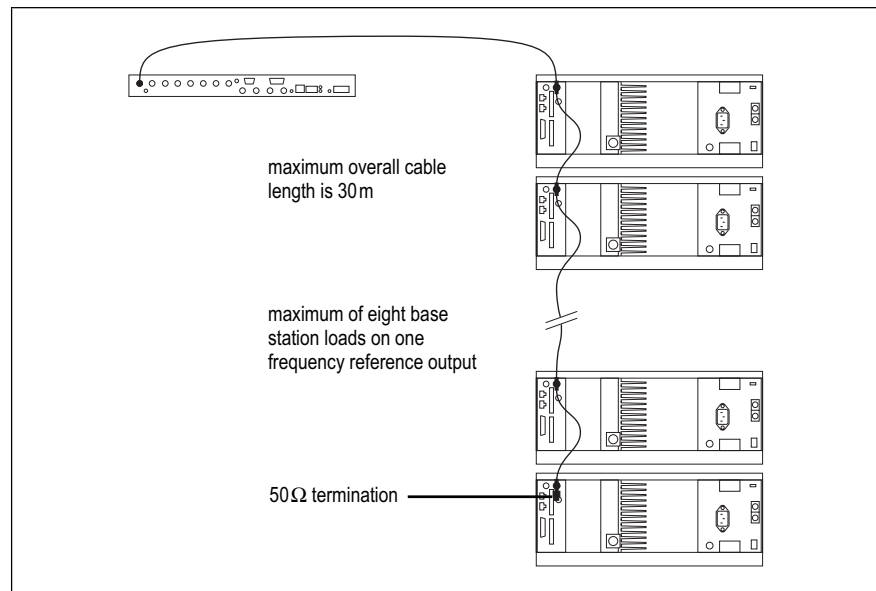 maximum overall cable
length is 30 m
maximum of eight base
station loads on one
frequency reference output
50Ω termination